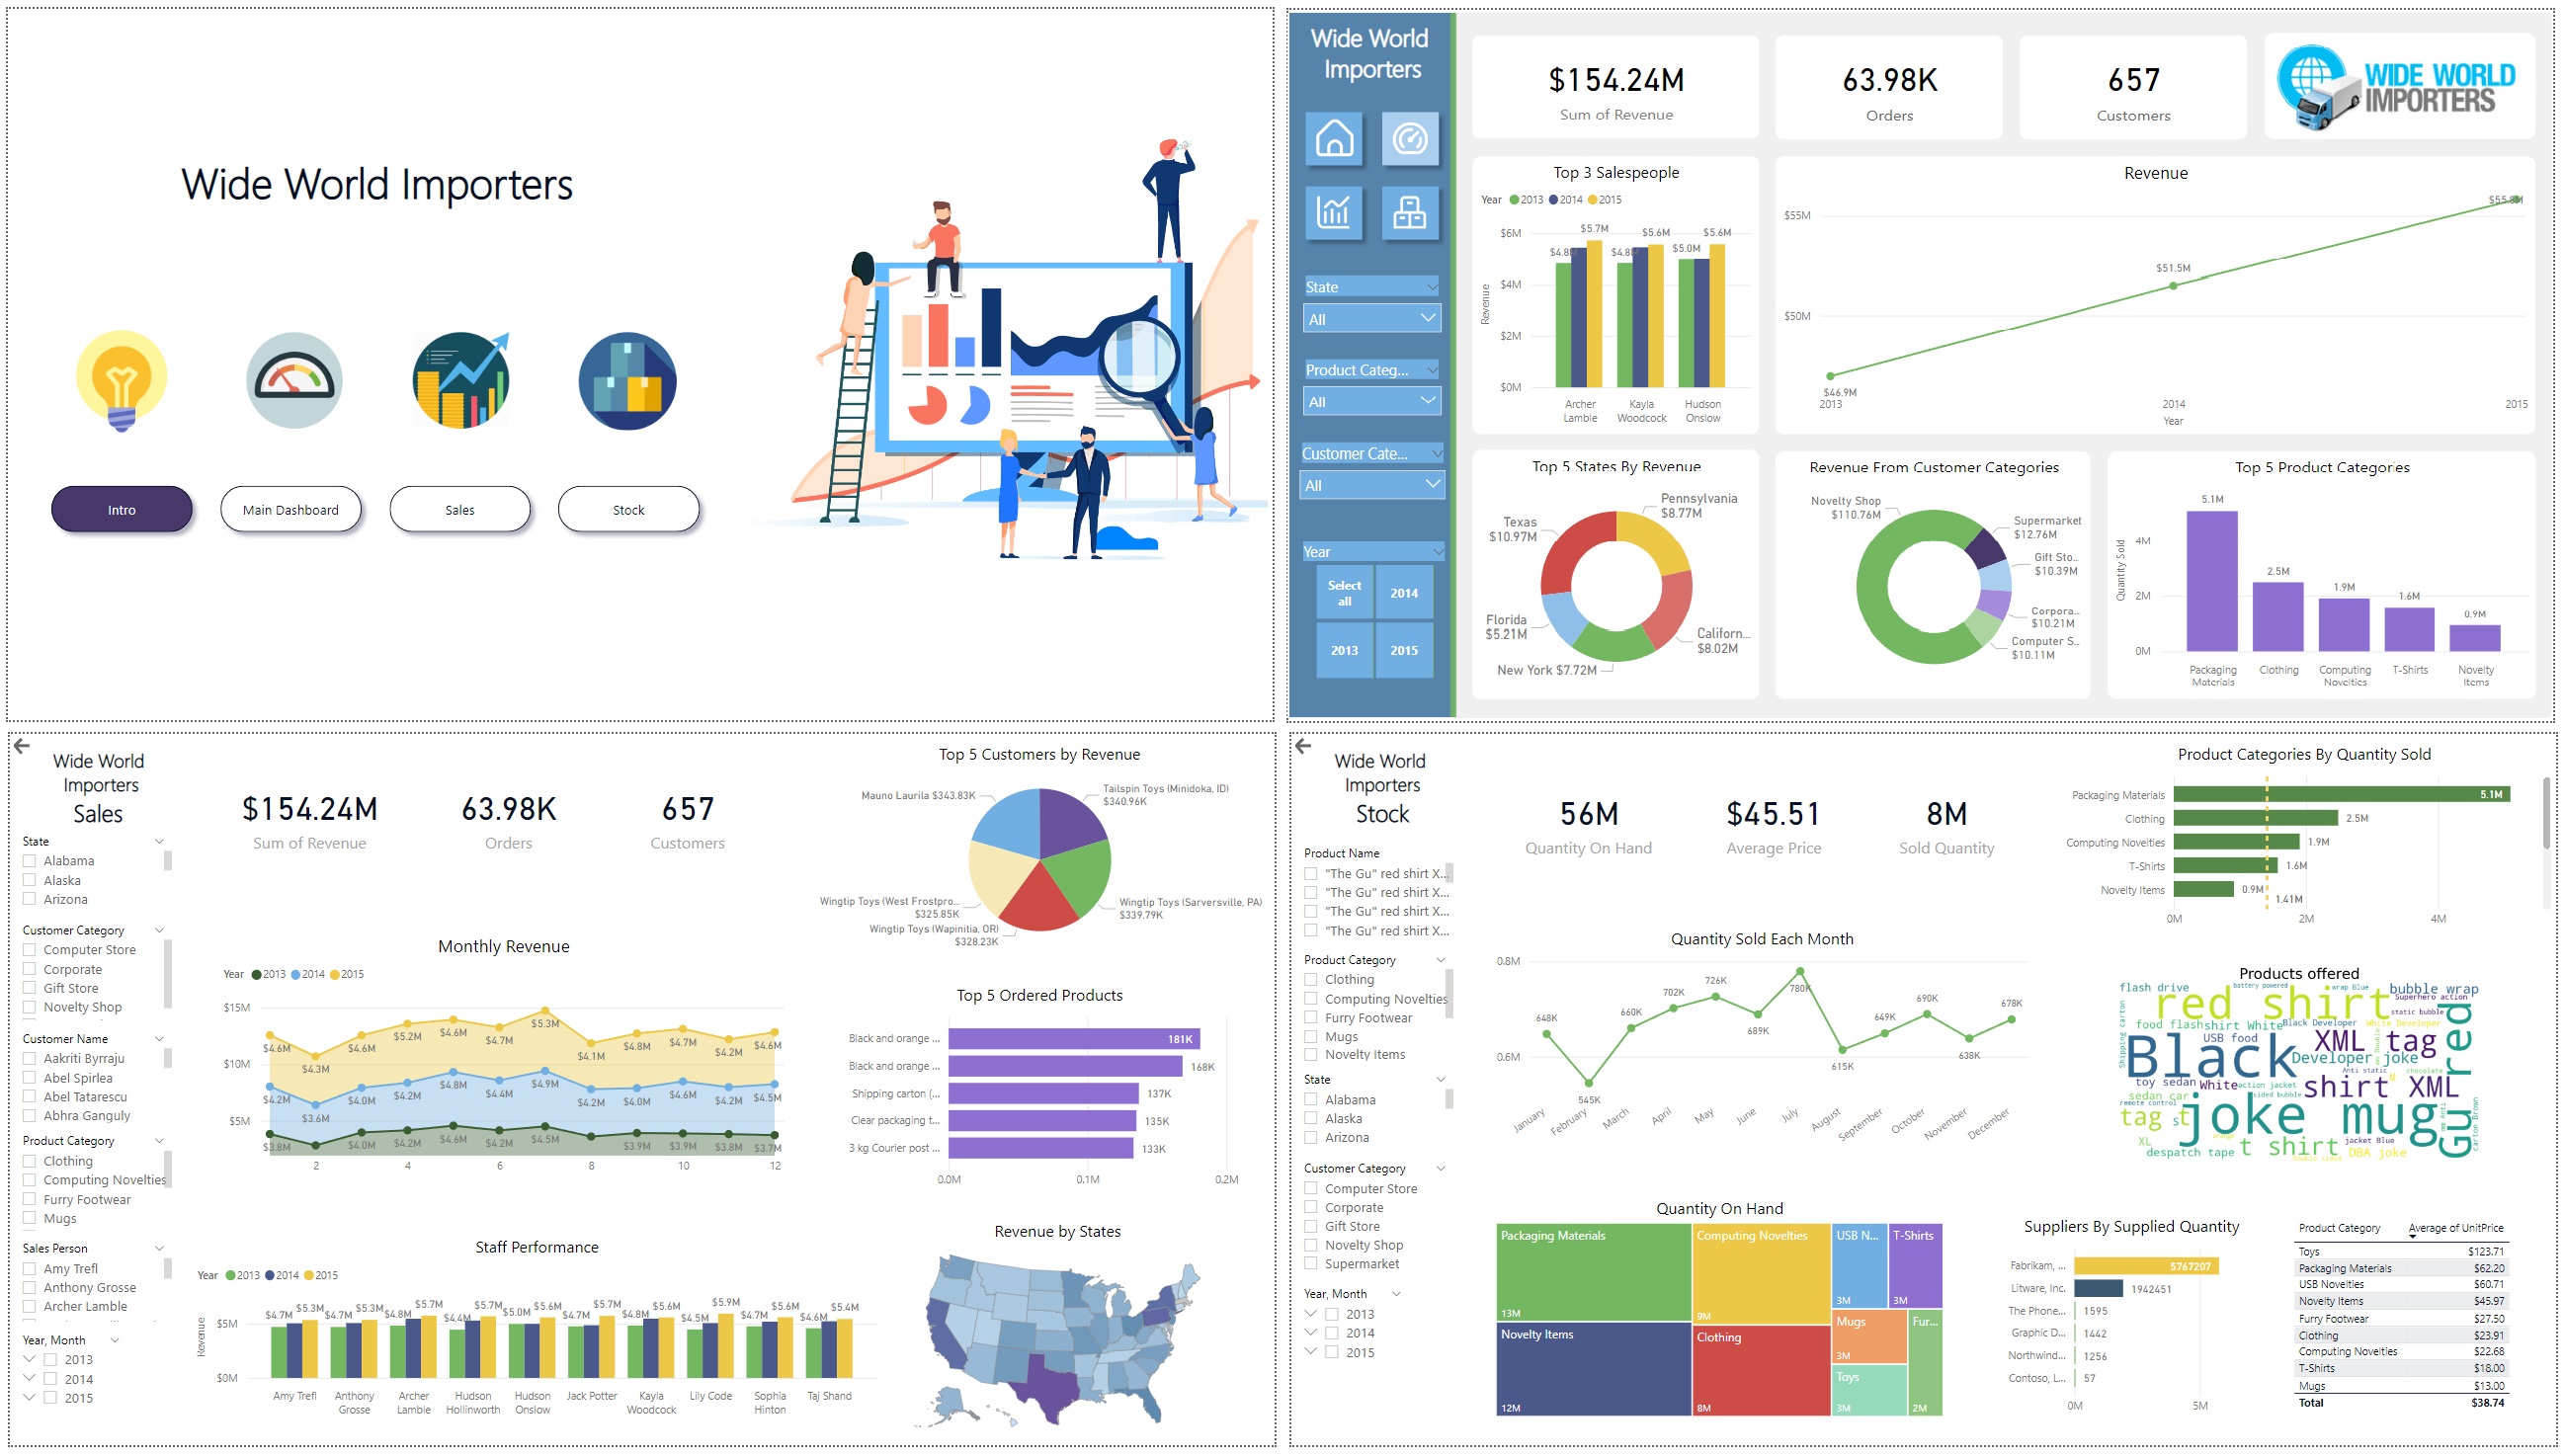 Wide World Importers
Intro
Main Dashboard
Sales
Stock
Wide World
Importers
State
All
Product Categ...
All
Customer Cate...
All
Year
Select
all
2014
2013
2015
$154.24M
Sum of Revenue
63.98K
Orders
657
Customers
WIDE WORLD
IMPORTERS
Top 3 Salespeople
Year 2013 2014 2015
Revenue
$6M
$4M
$2M
$0M
$4.8M
$5.7M
$4.8M
$5.6M
$5.0M
$5.6M
Archer
Lamble
Kayla
Woodcock
Hudson
Onslow
Revenue
$55M
$50M
$46.9M
$51.5M
$55.8M
2013
2014
2015
Year
Top 5 States By Revenue
Pennsylvania
$8.77M
Californ...
$8.02M
New York $7.72M
Florida
$5.21M
Texas
$10.97M
Revenue From Customer Categories
Novelty Shop
$110.76M
Supermarket
$12.76M
Gift Sto...
$10.39M
Corpora...
$10.21M
Computer S...
$10.11M
Top 5 Product Categories
Quantity Sold
4M
2M
0M
5.1M
2.5M
1.9M
1.6M
0.9M
Packaging
Materials
Clothing
Computing
Novelties
T-Shirts
Novelty
Items
Wide World
Importers
Sales
State
Alabama
Alaska
Arizona
Customer Category
Computer Store
Corporate
Gift Store
Novelty Shop
Customer Name
Aakriti Byrraju
Abel Spirlea
Abel Tatarescu
Abhra Ganguly
Product Category
Clothing
Computing Novelties
Furry Footwear
Mugs
Sales Person
Amy Trefl
Anthony Grosse
Archer Lamble
Year, Month
2013
2014
2015
$154.24M
Sum of Revenue
63.98K
Orders
657
Customers
Monthly Revenue
Year 2013 2014 2015
$15M
$10M
$5M
$4.6M
$4.3M
$4.6M
$5.2M
$4.6M
$4.7M
$5.3M
$4.1M
$4.8M
$4.7M
$4.2M
$4.6M
$4.2M
$3.6M
$4.0M
$4.2M
$4.8M
$4.4M
$4.9M
$4.2M
$4.0M
$4.6M
$4.2M
$4.5M
$3.8M
$4.0M
$4.2M
$4.6M
$4.2M
$4.5M
$3.9M
$3.9M
$3.8M
$3.7M
2
4
6
8
10
12
Staff Performance
Year 2013 2014 2015
Revenue
$5M
$0M
$4.7M
$5.3M
$4.7M
$5.3M
$4.8M
$5.7M
$4.4M
$5.7M
$5.0M
$5.6M
$4.7M
$5.7M
$4.8M
$5.6M
$4.5M
$5.9M
$4.7M
$5.6M
$4.6M
$5.4M
Amy Trefl
Anthony
Grosse
Archer
Lamble
Hudson
Hollinworth
Hudson
Onslow
Jack Potter
Kayla
Woodcock
Lily Code
Sophia
Hinton
Taj Shand
Top 5 Customers by Revenue
Mauno Laurila $343.83K
Tailspin Toys (Minidoka, ID)
$340.96K
Wingtip Toys (Sarversville, PA)
$339.79K
Wingtip Toys (Wapinitia, OR)
$328.23K
Wingtip Toys (West Frostpro...
$325.85K
Top 5 Ordered Products
Black and orange ...
181K
Black and orange ...
168K
Shipping carton (...
137K
Clear packaging t...
135K
3 kg Courier post ...
133K
0.0M
0.1M
0.2M
Revenue by States
Wide World
Importers
Stock
Product Name
"The Gu" red shirt X...
"The Gu" red shirt X...
"The Gu" red shirt X...
"The Gu" red shirt X...
Product Category
Clothing
Computing Novelties
Furry Footwear
Mugs
Novelty Items
State
Alabama
Alaska
Arizona
Customer Category
Computer Store
Corporate
Gift Store
Novelty Shop
Supermarket
Year, Month
2013
2014
2015
56M
Quantity On Hand
$45.51
Average Price
8M
Sold Quantity
Quantity Sold Each Month
0.8M
0.6M
648K
545K
660K
702K
726K
689K
780K
615K
649K
690K
638K
678K
January
February
March
April
May
June
July
August
September
October
November
December
Quantity On Hand
Packaging Materials
13M
Novelty Items
12M
Computing Novelties
9M
Clothing
8M
USB N...
3M
T-Shirts
3M
Mugs
3M
Toys
3M
Fur...
2M
Product Categories By Quantity Sold
Packaging Materials
5.1M
Clothing
2.5M
Computing Novelties
1.9M
T-Shirts
1.6M
Novelty Items
0.9M
1.41M
0M
2M
4M
Products offered
flash drive
battery powered
wrap Blue
bubble wrap
Superhero action
red shirt
static bubble
Shipping carton
food flash
shirt White
Black Developer
White Developer
USB food
Black
XML tag
Developer joke
Gu
red
Anti static
chocolate
toy sedan
White
action jacket
shirt
XML
sedan car
sided bubble
remote control
tag
joke mug
XL
t shirt
jacket Blue
despatch tape
DBA joke
carton Brown
Suppliers By Supplied Quantity
Fabrikam, ...
5767207
Litware, Inc.
1942451
The Phone...
1595
Graphic D...
1442
Northwind...
1256
Contoso, L...
57
0M
5M
Product Category Average of UnitPrice
Toys $123.71
Packaging Materials $62.20
USB Novelties $60.71
Novelty Items $45.97
Furry Footwear $27.50
Clothing $23.91
Computing Novelties $22.68
T-Shirts $18.00
Mugs $13.00
Total $38.74